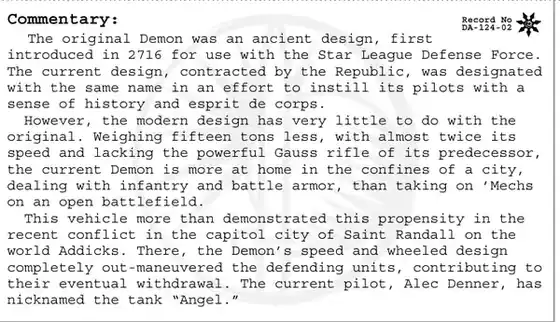 Commentary:
Record No
DA-124-02
The original Demon was an ancient design, first
introduced in 2716 for use with the Star League Defense Force.
The current design, contracted by the Republic, was designated
with the same name in an effort to instill its pilots with a
sense of history and esprit de corps.
However, the modern design has very little to do with the
original. Weighing fifteen tons less, with almost twice its
speed and lacking the powerful Gauss rifle of its predecessor,
the current Demon is more at home in the confines of a city,
dealing with infantry and battle armor, than taking on ‘Mechs
on an open battlefield.
This vehicle more than demonstrated this propensity in the
recent conflict in the capitol city of Saint Randall on the
world Addicks. There, the Demon’s speed and wheeled design
completely out-maneuvered the defending units, contributing to
their eventual withdrawal. The current pilot, Alec Denner, has
nicknamed the tank “Angel.”